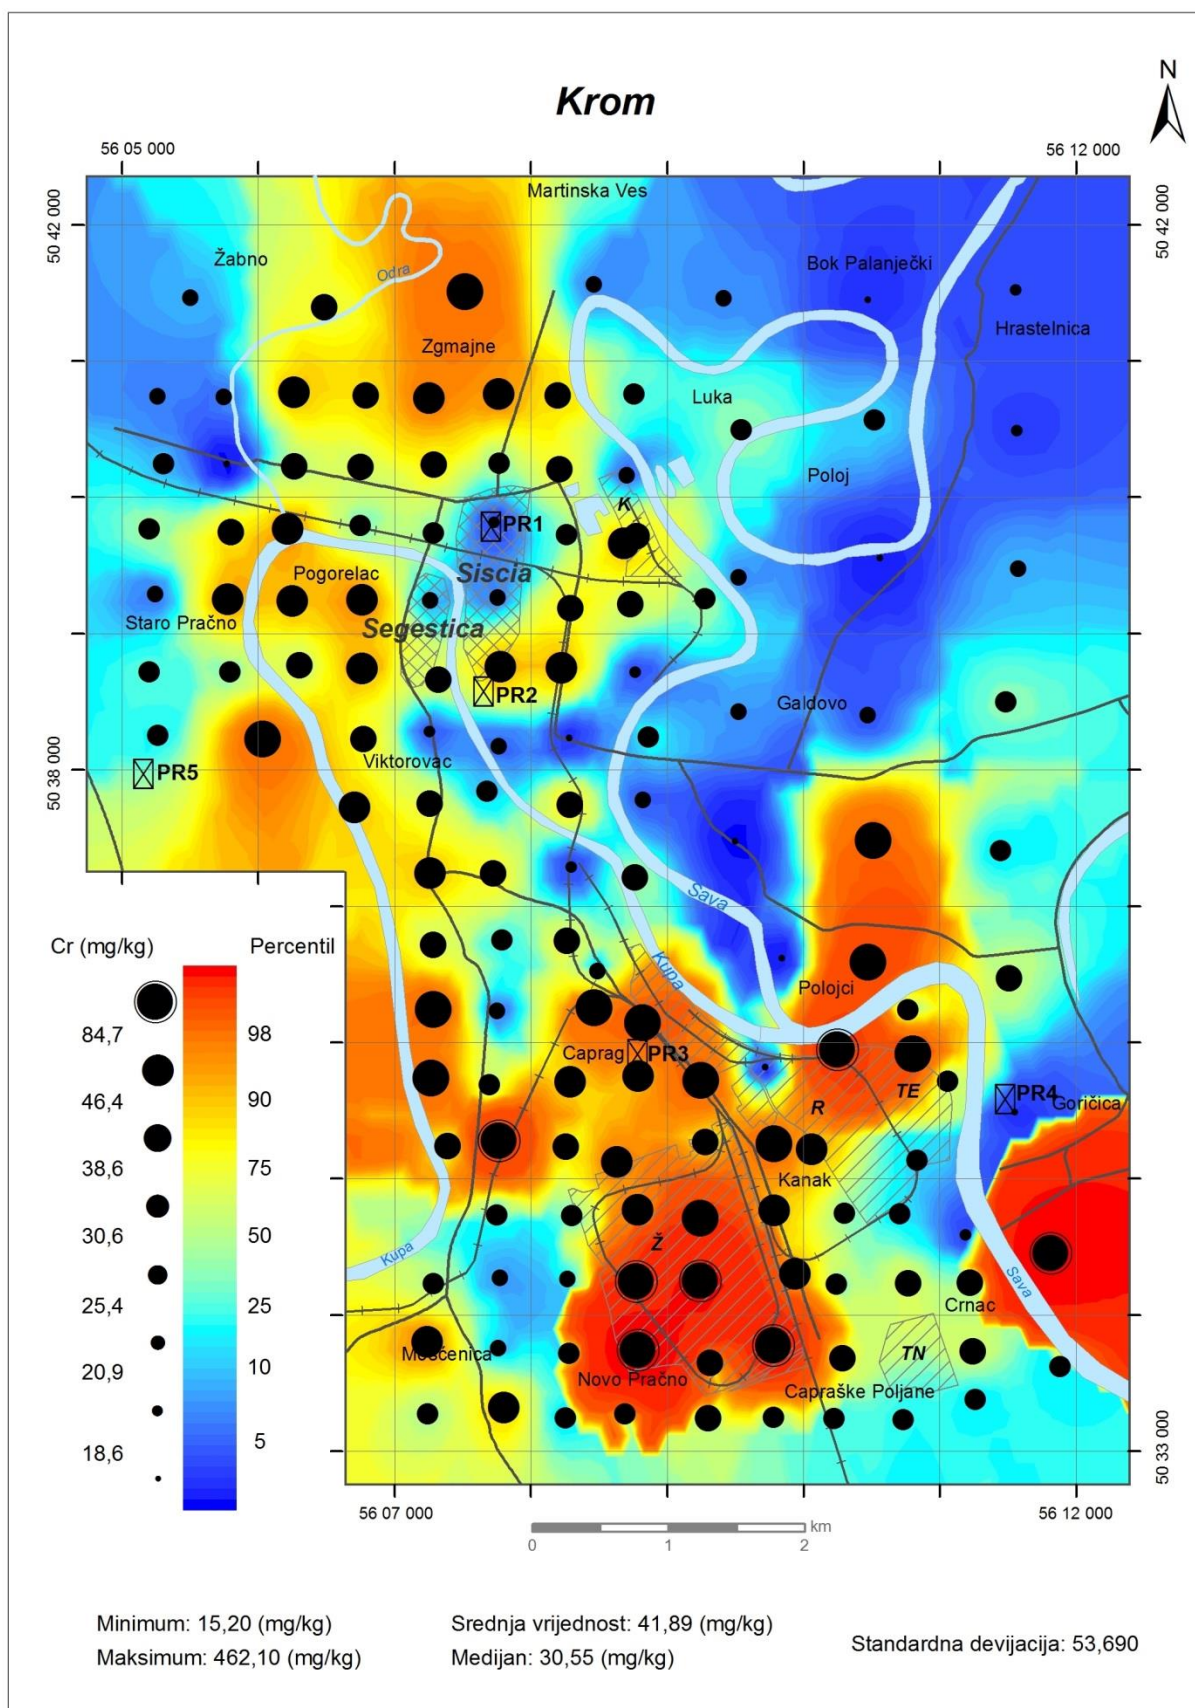 N
Krom
56 05 000
56 12 000
50 42 000
50 42 000
Martinska Ves
Žabno
Odra
Bok Palanječki
Hrastelnica
Zgmajne
Luka
Poloj
K
PR1
Siscia
Pogorelac
Staro Pračno
Segestica
PR2
Galdovo
Viktorovac
50 38 000
PR5
Sava
Cr (mg/kg)
Percentil
Kupa
Polojci
84,7
98
Caprag
PR3
TE
PR4
Goričica
46,4
90
R
38,6
75
Kanak
30,6
50
Ž
Kupa
Sava
25,4
25
Crnac
Mošćenica
TN
20,9
10
Novo Pračno
Capraške Poljane
18,6
5
50 33 000
56 07 000
56 12 000
km
0
1
2
Minimum: 15,20 (mg/kg)
Srednja vrijednost: 41,89 (mg/kg)
Standardna devijacija: 53,690
Maksimum: 462,10 (mg/kg)
Medijan: 30,55 (mg/kg)